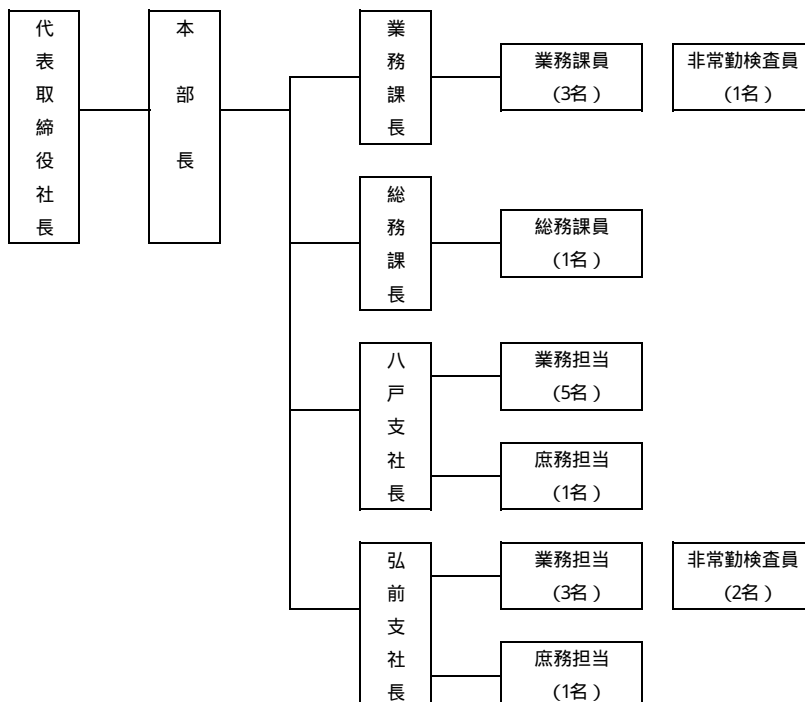 代表取締役社長
本部長
業務課長
業務課員
(3名)
非常勤検査員
(1名)
総務課長
総務課員
(1名)
八戸支社長
業務担当
(5名)
庶務担当
(1名)
弘前支社長
業務担当
(3名)
非常勤検査員
(2名)
庶務担当
(1名)